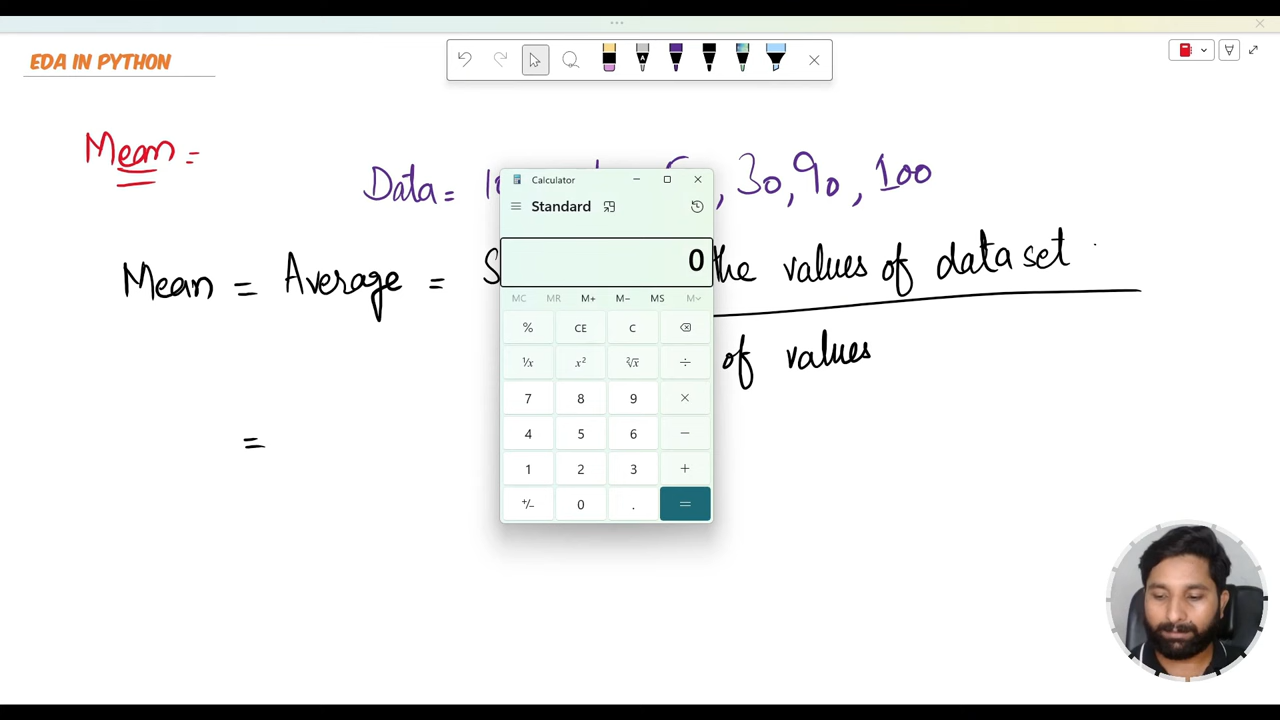 EDA IN PYTHON
Mean =
Data = 30, 90, 100
Calculator
Standard
0
Mean = Average = the values of data set
of values
=
MC MR M+ M− MS M˅
% CE C ⌫
¹/x x² ²√x ÷
7 8 9 ×
4 5 6 −
1 2 3 +
+/− 0 . =